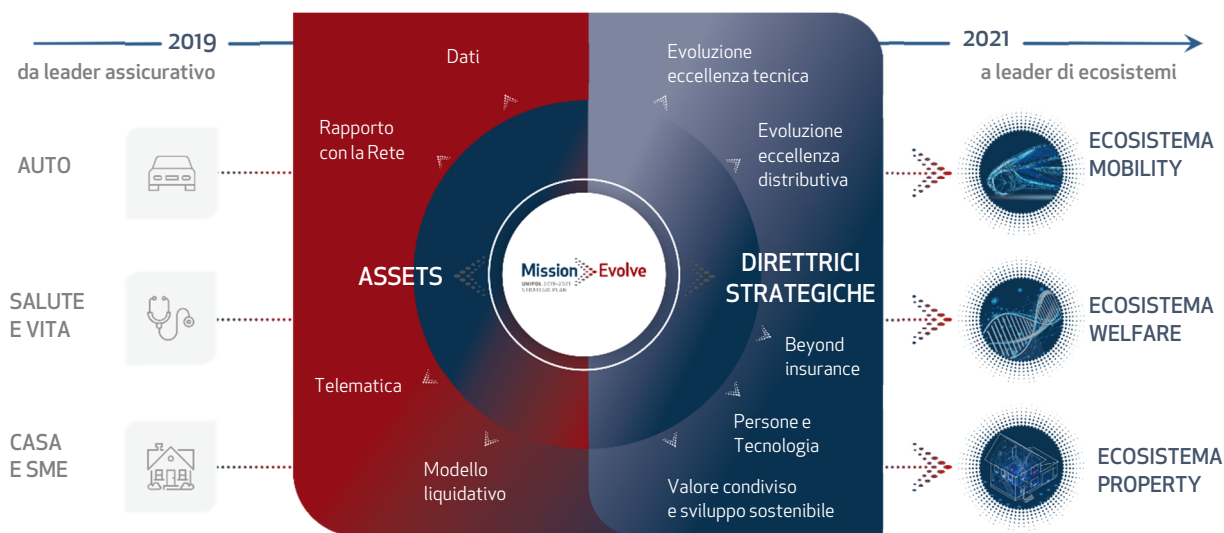 2019
da leader assicurativo
2021
a leader di ecosistemi
AUTO
SALUTE
E VITA
CASA
E SME
Dati
Rapporto
con la Rete
ASSETS
Telematica
Modello
liquidativo
Mission Evolve
UNIPOL 2019-2021
STRATEGIC PLAN
Evoluzione
eccellenza tecnica
Evoluzione
eccellenza
distributiva
DIRETTRICI
STRATEGICHE
Beyond
insurance
Persone e
Tecnologia
Valore condiviso
e sviluppo sostenibile
ECOSISTEMA
MOBILITY
ECOSISTEMA
WELFARE
ECOSISTEMA
PROPERTY